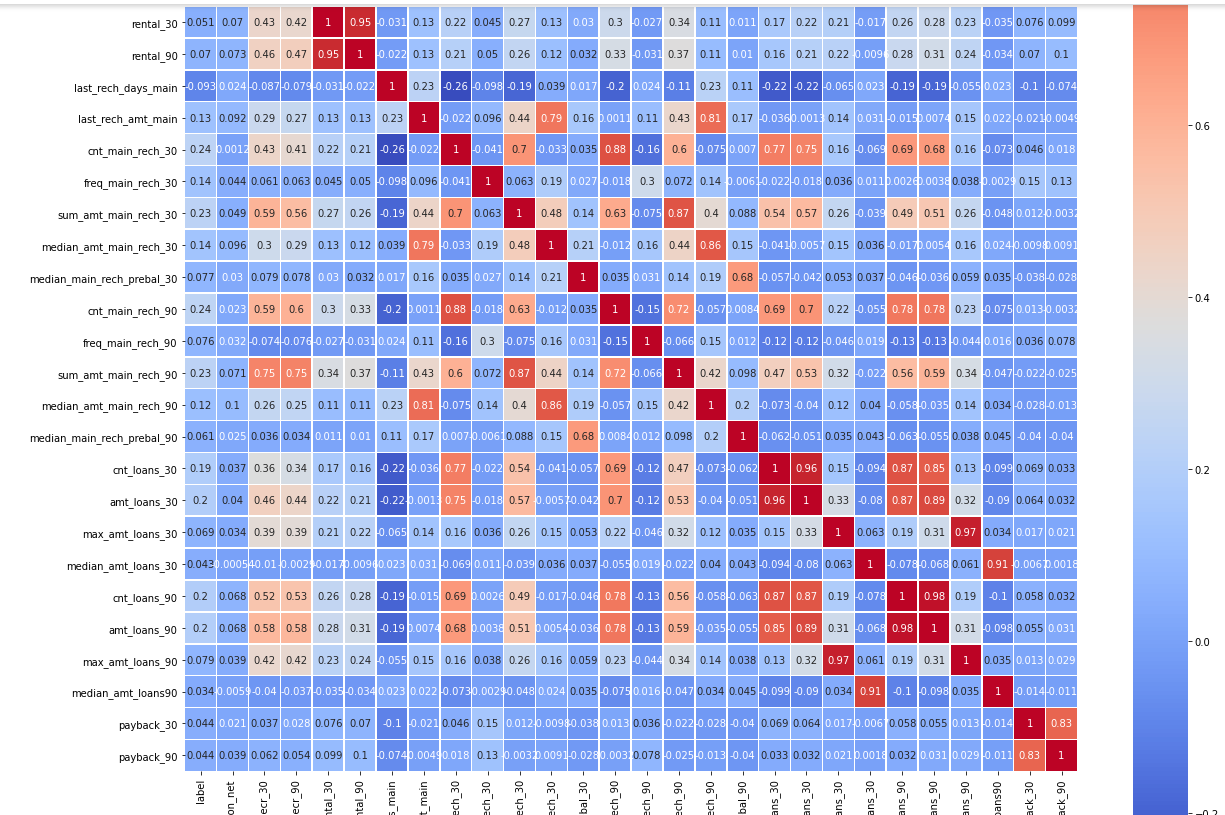 rental_30 -0.051 0.07 0.43 0.42 1 0.95 -0.031 0.13 0.22 0.045 0.27 0.13 0.03 0.3 -0.027 0.34 0.11 0.011 0.17 0.22 0.21 -0.017 0.26 0.28 0.23 -0.035 0.076 0.099
rental_90 0.07 0.073 0.46 0.47 0.95 1 -0.022 0.13 0.21 0.05 0.26 0.12 0.032 0.33 -0.031 0.37 0.11 0.01 0.16 0.21 0.22 0.28 0.31 0.24 -0.034 0.07 0.1
last_rech_days_main -0.093 0.024 -0.087 -0.079 -0.031 -0.022 1 0.23 -0.26 -0.098 -0.19 0.039 0.017 -0.2 0.024 -0.11 0.23 0.11 -0.22 -0.22 -0.065 0.023 -0.19 -0.19 -0.055 0.023 -0.1 -0.074
last_rech_amt_main 0.13 0.092 0.29 0.27 0.13 0.13 0.23 1 -0.022 0.096 0.44 0.79 0.16 0.0011 0.11 0.43 0.81 0.17 -0.036 0.0013 0.14 0.031 -0.015 0.0074 0.15 0.022 -0.021
cnt_main_rech_30 0.24 0.0012 0.43 0.41 0.22 0.21 -0.26 -0.022 1 -0.041 0.7 -0.033 0.035 0.88 -0.16 0.6 -0.075 0.007 0.77 0.75 0.16 -0.069 0.69 0.68 0.16 -0.073 0.046 0.018
freq_main_rech_30 0.14 0.044 0.061 0.063 0.045 0.05 -0.098 0.096 -0.041 1 0.063 0.19 0.027 -0.018 0.3 0.072 0.14 -0.022 -0.018 0.036 0.011 0.038 0.15 0.13
sum_amt_main_rech_30 0.23 0.049 0.59 0.56 0.27 0.26 -0.19 0.44 0.7 0.063 1 0.48 0.14 0.63 -0.075 0.87 0.4 0.088 0.54 0.57 0.26 -0.039 0.49 0.51 0.26 -0.048
median_amt_main_rech_30 0.14 0.096 0.3 0.29 0.13 0.12 0.039 0.79 -0.033 0.19 0.48 1 0.21 -0.012 0.16 0.44 0.86 0.15 0.15 0.036 0.16
median_main_rech_prebal_30 -0.077 0.03 0.079 0.078 0.03 0.032 0.017 0.16 0.035 0.027 0.14 0.21 1 0.035 0.031 0.14 0.19 0.68 -0.057 -0.042 0.053 0.037 -0.046 -0.036 0.059 0.035 -0.038 -0.028
cnt_main_rech_90 0.24 0.023 0.59 0.6 0.3 0.33 -0.2 0.0011 0.88 -0.018 0.63 -0.012 0.035 1 -0.15 0.72 -0.057 0.0084 0.69 0.7 0.22 -0.055 0.78 0.78 0.23 -0.075
freq_main_rech_90 -0.076 0.032 -0.074 -0.076 -0.027 -0.031 0.024 0.11 -0.16 0.3 -0.075 0.16 0.031 -0.15 1 -0.066 0.15 0.012 -0.12 -0.12 -0.046 0.019 -0.13 -0.13 -0.044 0.016 0.036 0.078
sum_amt_main_rech_90 0.23 0.071 0.75 0.75 0.34 0.37 -0.11 0.43 0.6 0.072 0.87 0.44 0.14 0.72 -0.066 1 0.42 0.098 0.47 0.53 0.32 -0.022 0.56 0.59 0.34 -0.047 -0.022 -0.025
median_amt_main_rech_90 0.12 0.1 0.26 0.25 0.11 0.11 0.23 0.81 -0.075 0.14 0.4 0.86 0.19 -0.057 0.15 0.42 1 0.2 -0.073 -0.04 0.12 0.04 -0.058 -0.035 0.14 0.034 -0.028 -0.013
median_main_rech_prebal_90 -0.061 0.025 0.036 0.034 0.011 0.01 0.11 0.17 0.007 0.088 0.15 0.68 0.0084 0.012 0.098 0.2 1 -0.062 -0.051 0.035 0.043 -0.063 -0.055 0.038 0.045 -0.04 -0.04
cnt_loans_30 0.19 0.037 0.36 0.34 0.17 0.16 -0.22 -0.036 0.77 -0.022 0.54 -0.041 -0.057 0.69 -0.12 0.47 -0.073 -0.062 1 0.96 0.15 -0.094 0.87 0.85 0.13 -0.099 0.069 0.033
amt_loans_30 0.2 0.04 0.46 0.44 0.22 0.21 -0.22 0.75 -0.018 0.57 -0.042 0.7 -0.12 0.53 -0.04 -0.051 0.96 1 0.33 -0.08 0.87 0.89 0.32 -0.09 0.064 0.032
max_amt_loans_30 -0.069 0.034 0.39 0.39 0.21 0.22 -0.065 0.14 0.16 0.036 0.26 0.15 0.053 0.22 -0.046 0.32 0.12 0.035 0.15 0.33 1 0.063 0.19 0.31 0.97 0.034 0.017 0.021
median_amt_loans_30 -0.043 0.023 0.031 -0.069 0.011 -0.039 0.036 0.037 -0.055 0.019 -0.022 0.04 0.043 -0.094 -0.08 0.063 1 -0.078 -0.068 0.061 0.91
cnt_loans_90 0.2 0.068 0.52 0.53 0.26 0.28 -0.19 -0.015 0.69 0.0026 0.49 -0.017 -0.046 0.78 -0.13 0.56 -0.058 -0.063 0.87 0.87 0.19 -0.078 1 0.98 0.19 -0.1 0.058 0.032
amt_loans_90 0.2 0.068 0.58 0.58 0.28 0.31 -0.19 0.0074 0.68 0.0038 0.51 0.0054 -0.036 0.78 -0.13 0.59 -0.035 -0.055 0.85 0.89 0.31 -0.068 0.98 1 0.31 -0.098 0.055 0.031
max_amt_loans_90 -0.079 0.039 0.42 0.42 0.23 0.24 -0.055 0.15 0.16 0.038 0.26 0.16 0.059 0.23 -0.044 0.34 0.14 0.038 0.13 0.32 0.97 0.061 0.19 0.31 1 0.035 0.013 0.029
median_amt_loans90 -0.034 0.0059 -0.04 -0.037 -0.035 -0.034 0.023 0.022 -0.073 0.0029 -0.048 0.024 0.035 -0.075 0.016 -0.047 0.034 0.045 -0.099 -0.09 0.034 0.91 -0.1 -0.098 0.035 1 -0.014 -0.011
payback_30 -0.044 0.021 0.037 0.028 0.076 0.07 -0.1 -0.021 0.046 0.15 0.012 -0.038 0.013 0.036 -0.022 -0.028 -0.04 0.069 0.064 0.017 0.058 0.055 0.013 -0.014 1 0.83
payback_90 -0.044 0.039 0.062 0.054 0.099 0.1 -0.074 0.018 0.13 -0.028 0.078 -0.025 -0.013 -0.04 0.033 0.032 0.021 0.0018 0.032 0.031 0.029 -0.011 0.83 1
label on_net ecr_30 ecr_90 ntal_30 ntal_90 s_main t_main ech_30 ech_30 ech_30 ech_30 bal_30 ech_90 ech_90 ech_90 ech_90 bal_90 ans_30 ans_30 ans_30 ans_30 ans_90 ans_90 ans_90 oans90 ack_30 ack_90
0.6
0.4
0.2
0.0
−0.2